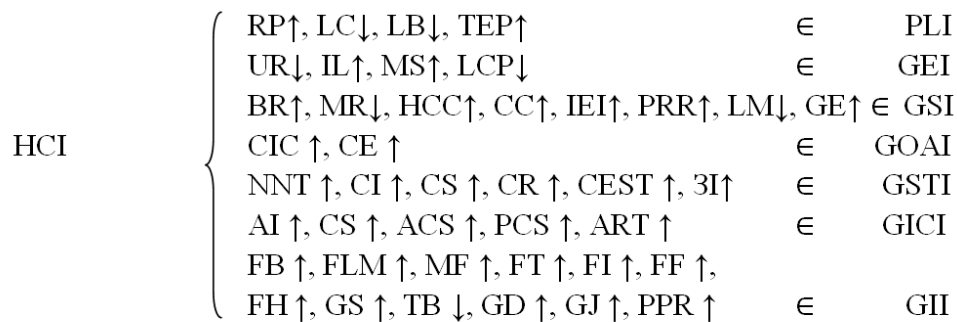 RP↑, LC↓, LB↓, TEP↑ ∈ PLI
UR↓, IL↑, MS↑, LCP↓ ∈ GEI
BR↑, MR↓, HCC↑, CC↑, IEI↑, PRR↑, LM↓, GE↑ ∈ GSI
HCI CIC ↑, CE ↑ ∈ GOAI
NNT ↑, CI ↑, CS ↑, CR ↑, CEST ↑, ЗI↑ ∈ GSTI
AI ↑, CS ↑, ACS ↑, PCS ↑, ART ↑ ∈ GICI
FB ↑, FLM ↑, MF ↑, FT ↑, FI ↑, FF ↑,
FH ↑, GS ↑, TB ↓, GD ↑, GJ ↑, PPR ↑ ∈ GII